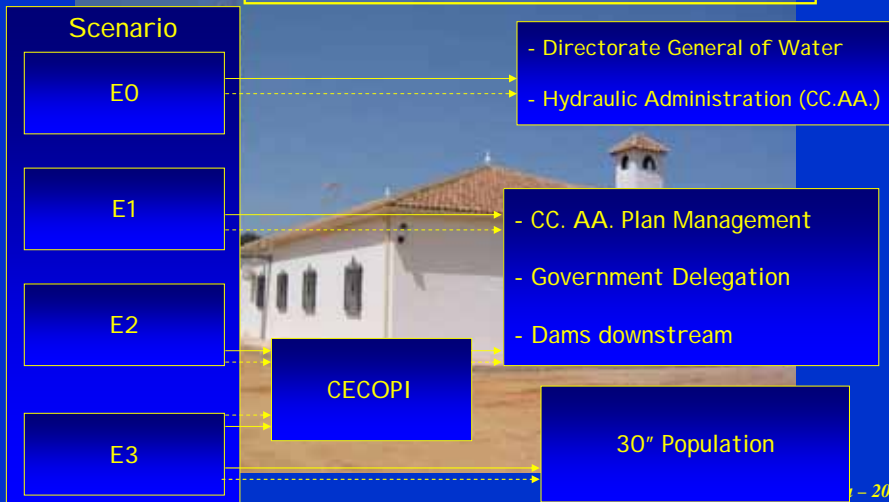 Scenario
E0
- Directorate General of Water
- Hydraulic Administration (CC.AA.)
E1
- CC. AA. Plan Management
- Government Delegation
- Dams downstream
E2
CECOPI
E3
30” Population
– 20